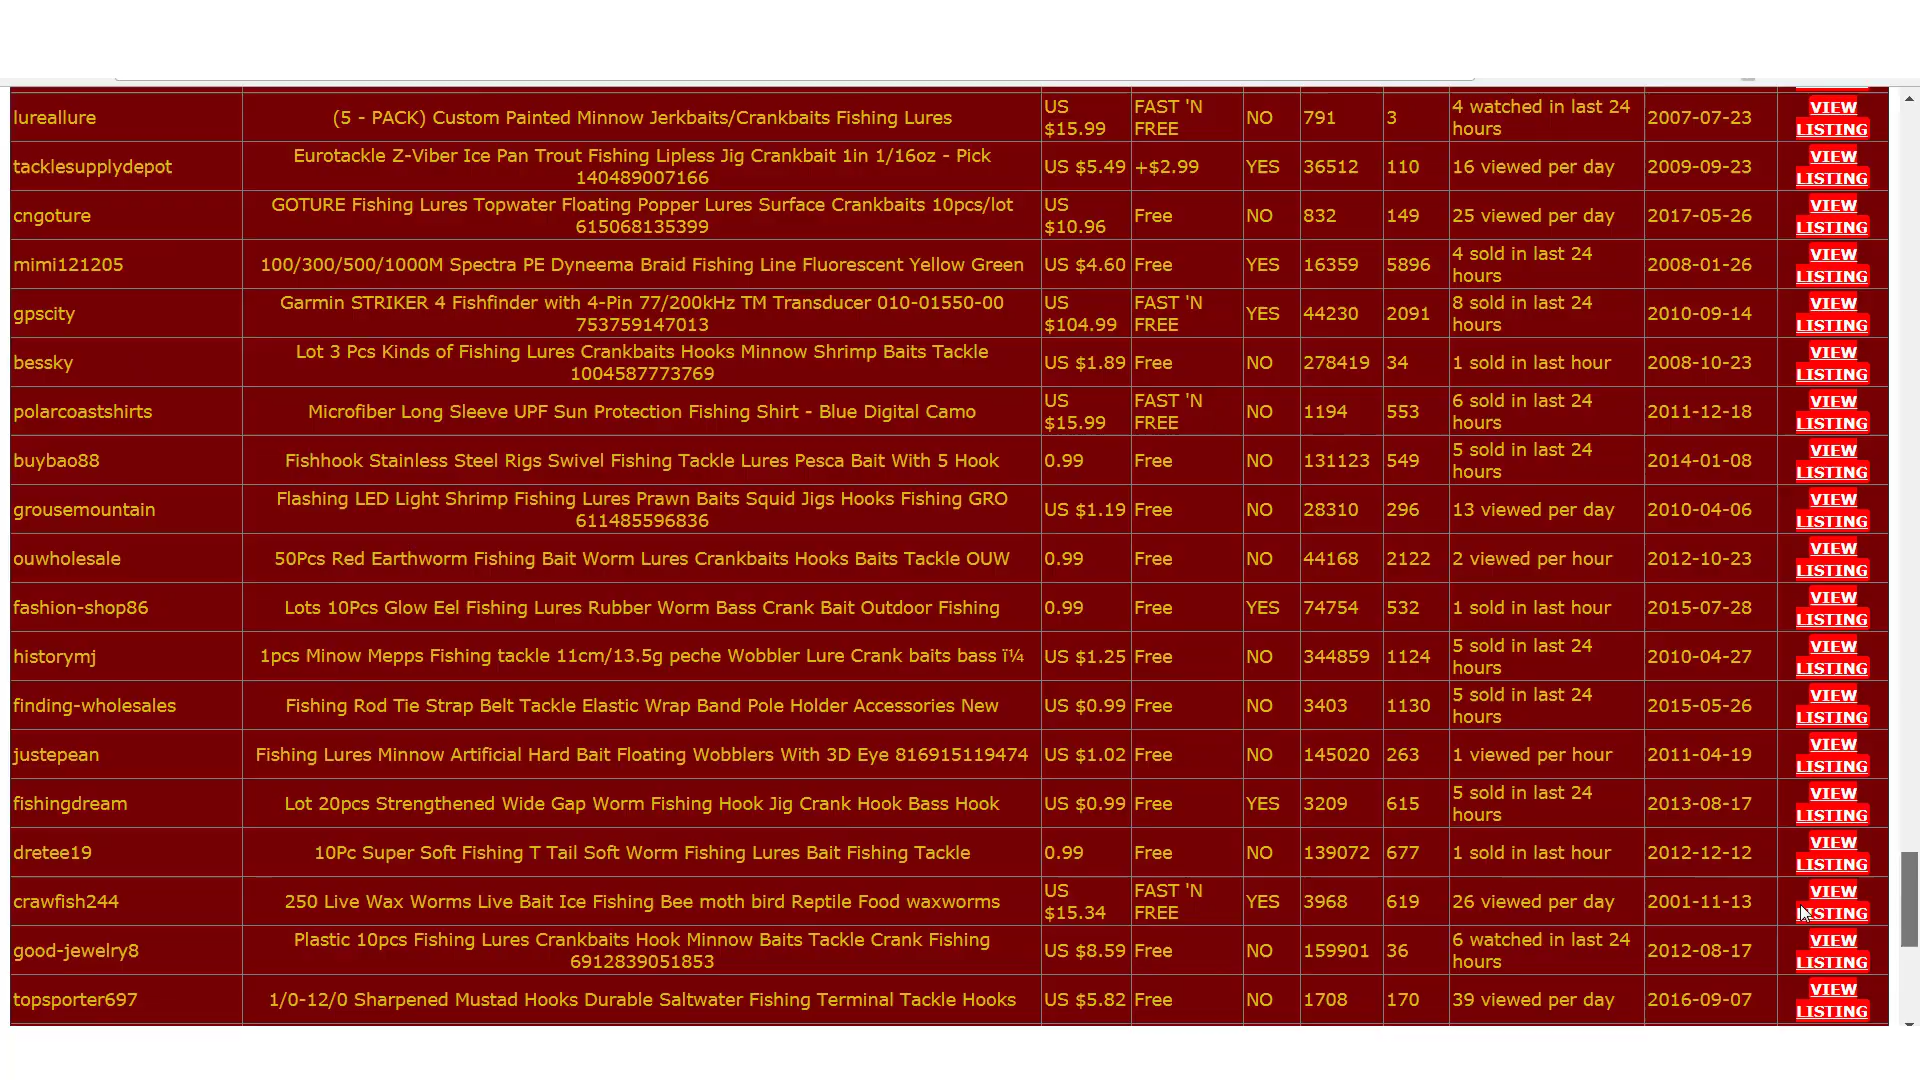 lureallure (5 - PACK) Custom Painted Minnow Jerkbaits/Crankbaits Fishing Lures US $15.99 FAST 'N FREE NO 791 3 4 watched in last 24 hours 2007-07-23 VIEW LISTING
tacklesupplydepot Eurotackle Z-Viber Ice Pan Trout Fishing Lipless Jig Crankbait 1in 1/16oz - Pick 140489007166 US $5.49 +$2.99 YES 36512 110 16 viewed per day 2009-09-23 VIEW LISTING
cngoture GOTURE Fishing Lures Topwater Floating Popper Lures Surface Crankbaits 10pcs/lot 615068135399 US $10.96 Free NO 832 149 25 viewed per day 2017-05-26 VIEW LISTING
mimi121205 100/300/500/1000M Spectra PE Dyneema Braid Fishing Line Fluorescent Yellow Green US $4.60 Free YES 16359 5896 4 sold in last 24 hours 2008-01-26 VIEW LISTING
gpscity Garmin STRIKER 4 Fishfinder with 4-Pin 77/200kHz TM Transducer 010-01550-00 753759147013 US $104.99 FAST 'N FREE YES 44230 2091 8 sold in last 24 hours 2010-09-14 VIEW LISTING
bessky Lot 3 Pcs Kinds of Fishing Lures Crankbaits Hooks Minnow Shrimp Baits Tackle 1004587773769 US $1.89 Free NO 278419 34 1 sold in last hour 2008-10-23 VIEW LISTING
polarcoastshirts Microfiber Long Sleeve UPF Sun Protection Fishing Shirt - Blue Digital Camo US $15.99 FAST 'N FREE NO 1194 553 6 sold in last 24 hours 2011-12-18 VIEW LISTING
buybao88 Fishhook Stainless Steel Rigs Swivel Fishing Tackle Lures Pesca Bait With 5 Hook 0.99 Free NO 131123 549 5 sold in last 24 hours 2014-01-08 VIEW LISTING
grousemountain Flashing LED Light Shrimp Fishing Lures Prawn Baits Squid Jigs Hooks Fishing GRO 611485596836 US $1.19 Free NO 28310 296 13 viewed per day 2010-04-06 VIEW LISTING
ouwholesale 50Pcs Red Earthworm Fishing Bait Worm Lures Crankbaits Hooks Baits Tackle OUW 0.99 Free NO 44168 2122 2 viewed per hour 2012-10-23 VIEW LISTING
fashion-shop86 Lots 10Pcs Glow Eel Fishing Lures Rubber Worm Bass Crank Bait Outdoor Fishing 0.99 Free YES 74754 532 1 sold in last hour 2015-07-28 VIEW LISTING
historymj 1pcs Minow Mepps Fishing tackle 11cm/13.5g peche Wobbler Lure Crank baits bass ï¼ US $1.25 Free NO 344859 1124 5 sold in last 24 hours 2010-04-27 VIEW LISTING
finding-wholesales Fishing Rod Tie Strap Belt Tackle Elastic Wrap Band Pole Holder Accessories New US $0.99 Free NO 3403 1130 5 sold in last 24 hours 2015-05-26 VIEW LISTING
justepean Fishing Lures Minnow Artificial Hard Bait Floating Wobblers With 3D Eye 816915119474 US $1.02 Free NO 145020 263 1 viewed per hour 2011-04-19 VIEW LISTING
fishingdream Lot 20pcs Strengthened Wide Gap Worm Fishing Hook Jig Crank Hook Bass Hook US $0.99 Free YES 3209 615 5 sold in last 24 hours 2013-08-17 VIEW LISTING
dretee19 10Pc Super Soft Fishing T Tail Soft Worm Fishing Lures Bait Fishing Tackle 0.99 Free NO 139072 677 1 sold in last hour 2012-12-12 VIEW LISTING
crawfish244 250 Live Wax Worms Live Bait Ice Fishing Bee moth bird Reptile Food waxworms US $15.34 FAST 'N FREE YES 3968 619 26 viewed per day 2001-11-13 VIEW LISTING
good-jewelry8 Plastic 10pcs Fishing Lures Crankbaits Hook Minnow Baits Tackle Crank Fishing 6912839051853 US $8.59 Free NO 159901 36 6 watched in last 24 hours 2012-08-17 VIEW LISTING
topsporter697 1/0-12/0 Sharpened Mustad Hooks Durable Saltwater Fishing Terminal Tackle Hooks US $5.82 Free NO 1708 170 39 viewed per day 2016-09-07 VIEW LISTING